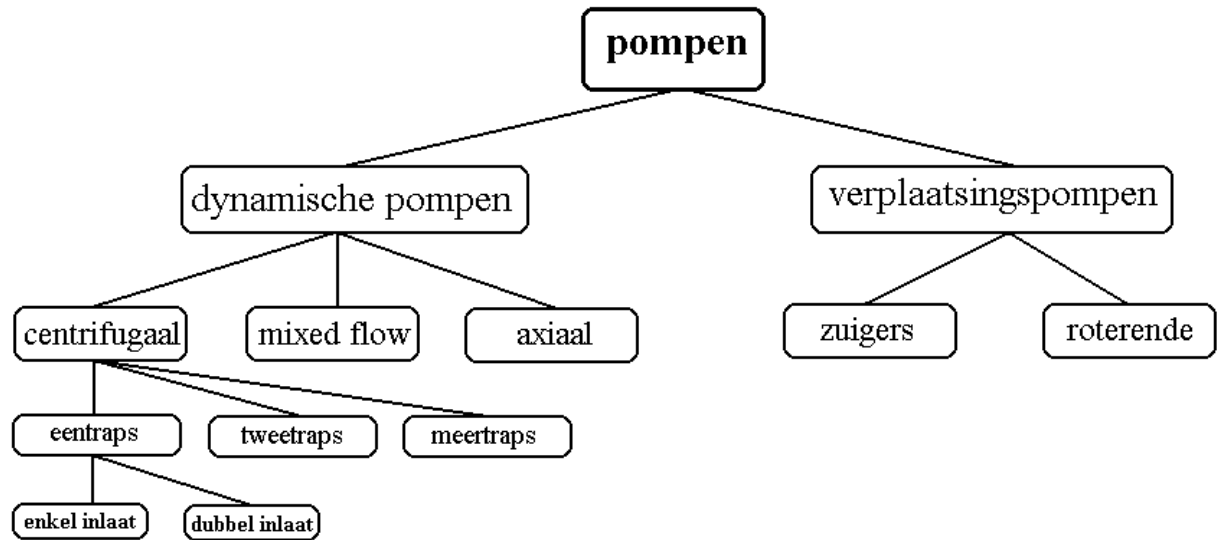 pompen
dynamische pompen
verplaatsingspompen
centrifugaal
mixed flow
axiaal
zuigers
roterende
eentraps
tweetraps
meertraps
enkel inlaat
dubbel inlaat